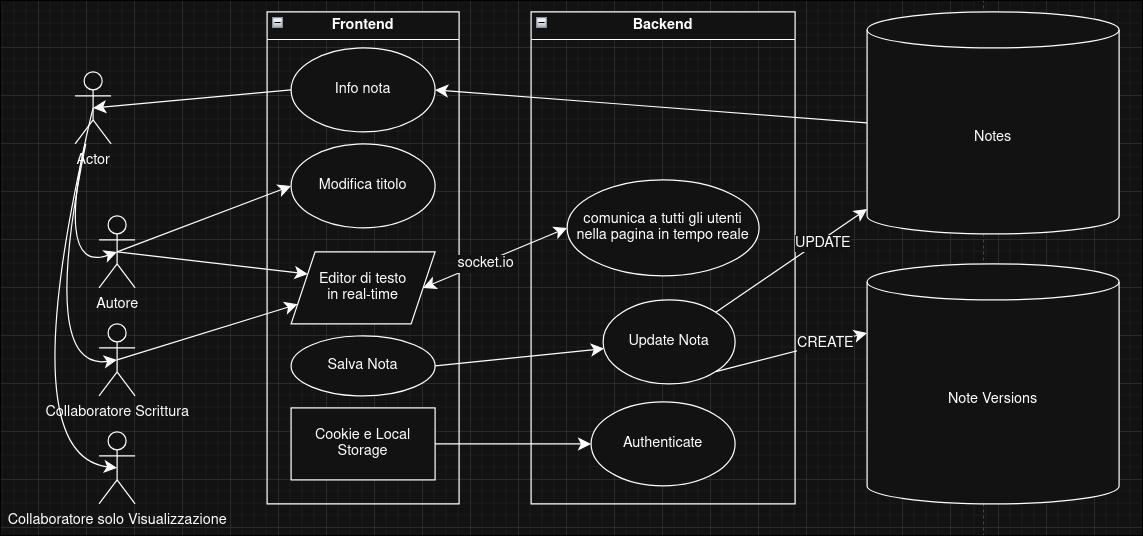 Frontend
Backend
Info nota
Notes
Actor
Modifica titolo
comunica a tutti gli utenti
nella pagina in tempo reale
UPDATE
socket.io
Editor di testo
in real-time
Autore
Update Nota
CREATE
Salva Nota
Note Versions
Collaboratore Scrittura
Cookie e Local
Storage
Authenticate
Collaboratore solo Visualizzazione